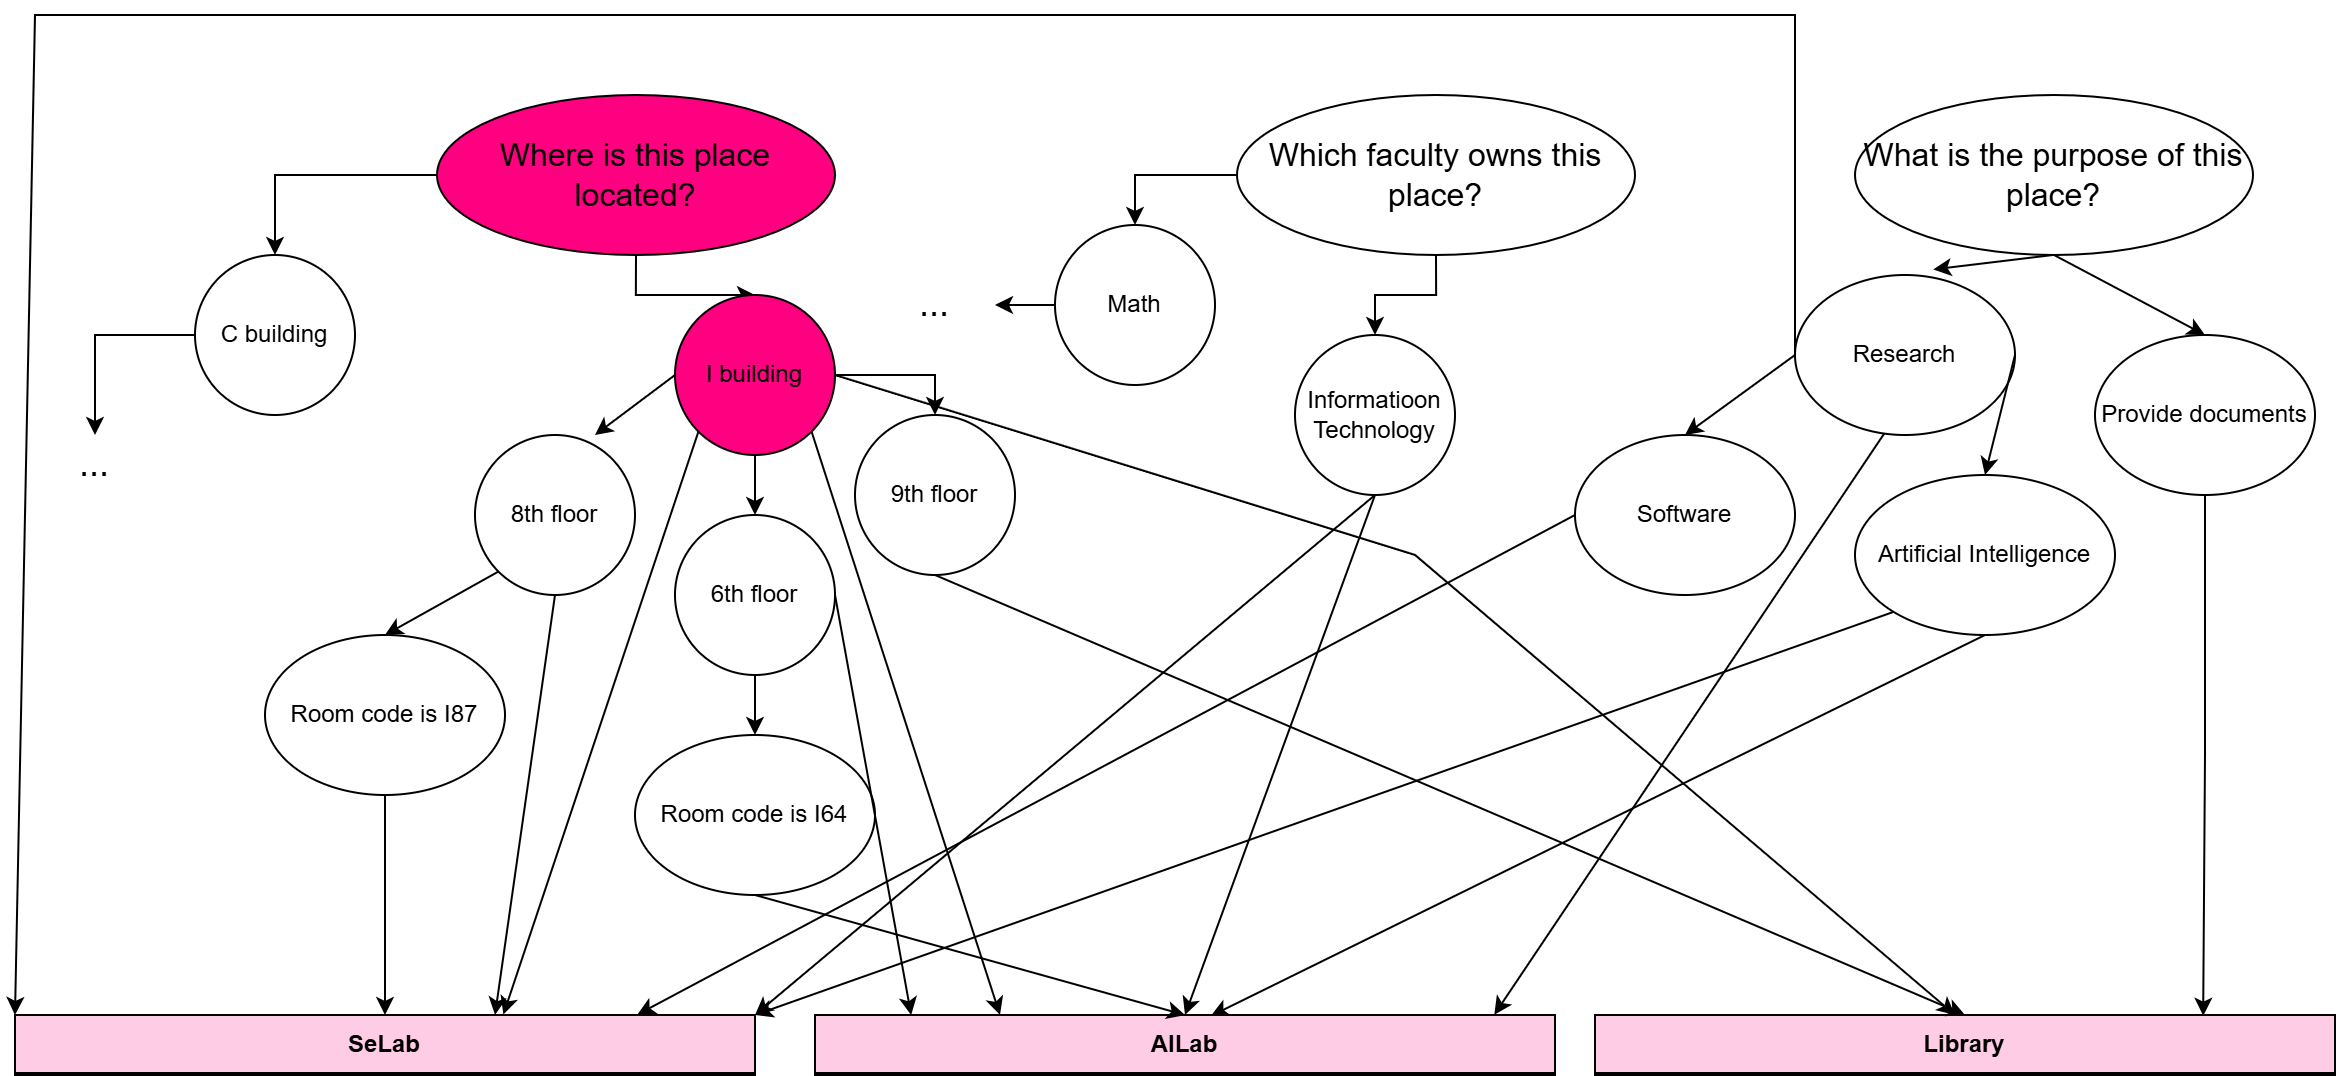 Where is this place
located?
Which faculty owns this
place?
What is the purpose of this
place?
C building
...
I building
...
Math
Informatioon
Technology
Research
Provide documents
8th floor
9th floor
6th floor
Software
Artificial Intelligence
Room code is I87
Room code is I64
SeLab
AILab
Library